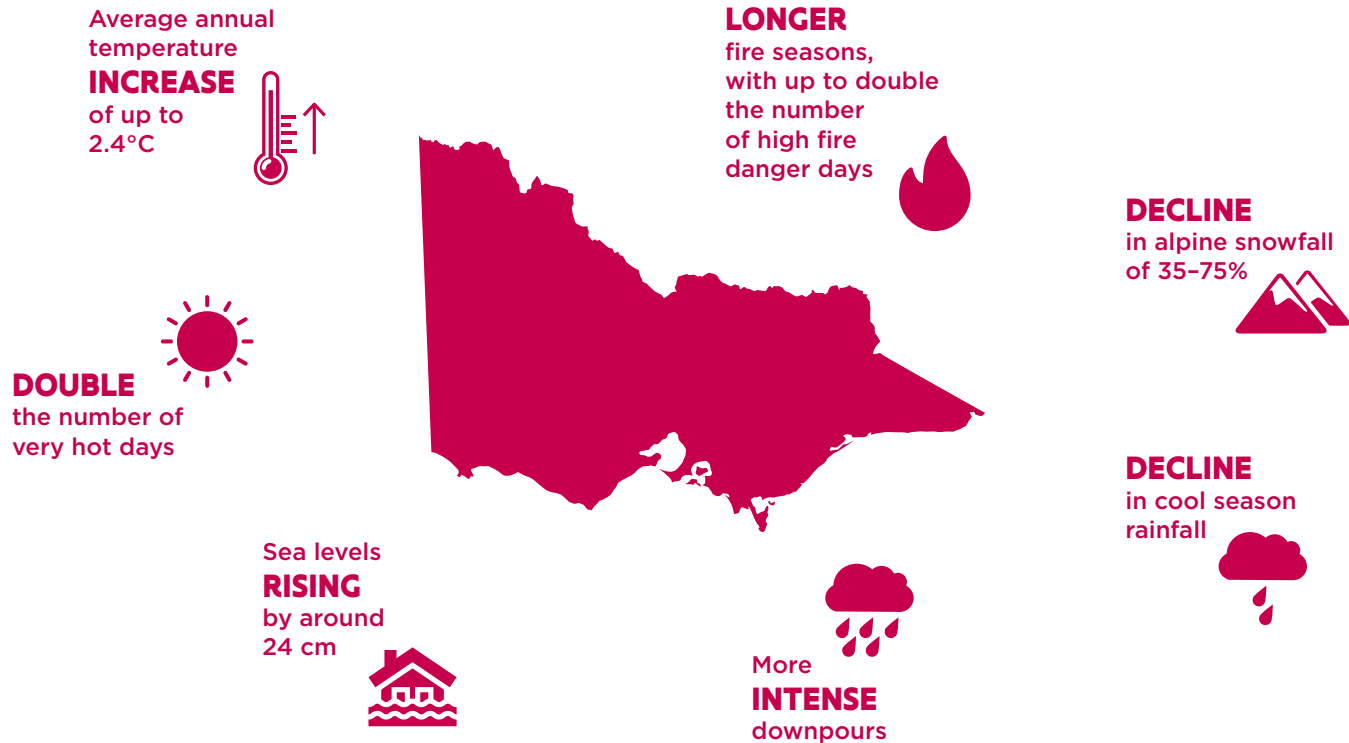 Average annual
temperature
INCREASE
of up to
2.4°C
LONGER
fire seasons,
with up to double
the number
of high fire
danger days
DECLINE
in alpine snowfall
of 35–75%
DOUBLE
the number of
very hot days
DECLINE
in cool season
rainfall
Sea levels
RISING
by around
24 cm
More
INTENSE
downpours